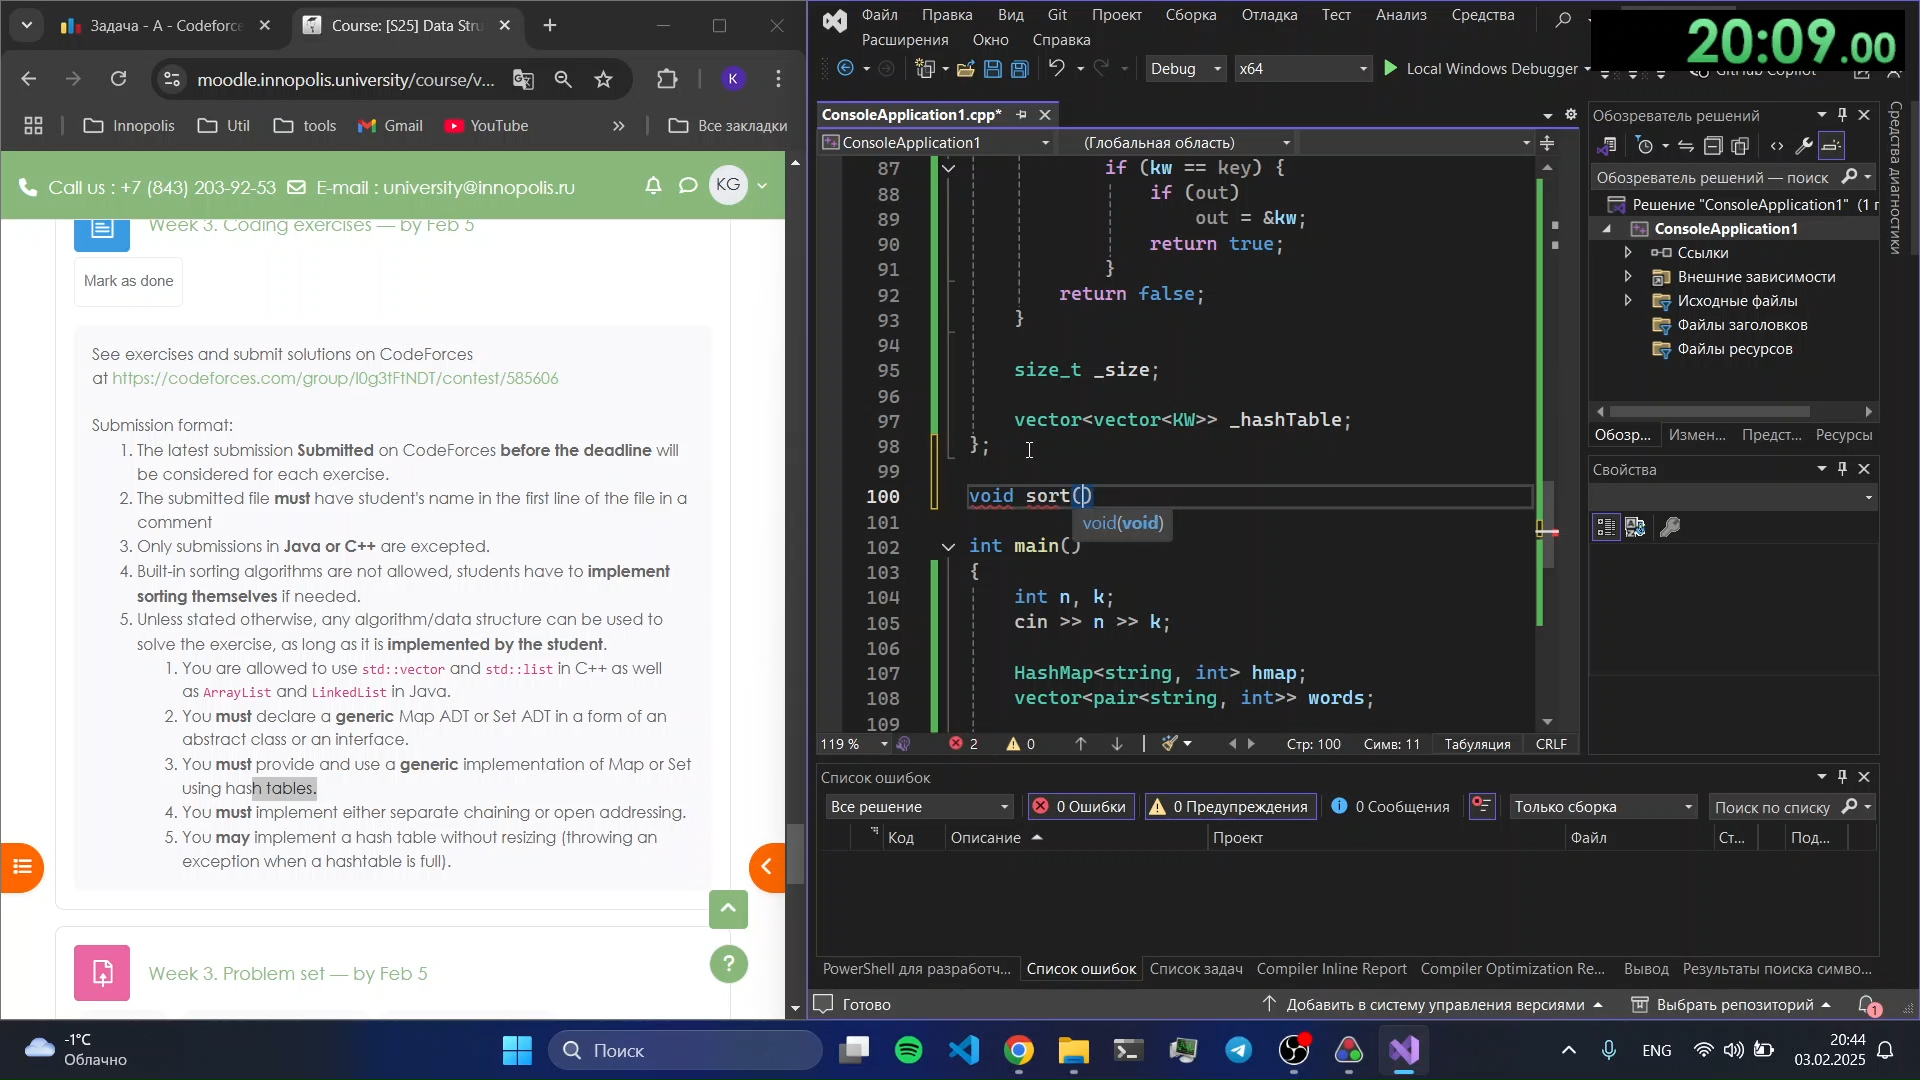 Задача - A - Codeforce
Course: [S25] Data Stru
moodle.innopolis.university/course/v...
K
Innopolis
Util
tools
Gmail
YouTube
»
Все закладки
Call us : +7 (843) 203-92-53
E-mail : university@innopolis.ru
KG
Week 3. Coding exercises — by Feb 5
Mark as done
See exercises and submit solutions on CodeForces
at https://codeforces.com/group/l0g3tFtNDT/contest/585606
Submission format:
1. The latest submission Submitted on CodeForces before the deadline will
be considered for each exercise.
2. The submitted file must have student's name in the first line of the file in a
comment
3. Only submissions in Java or C++ are excepted.
4. Built-in sorting algorithms are not allowed, students have to implement
sorting themselves if needed.
5. Unless stated otherwise, any algorithm/data structure can be used to
solve the exercise, as long as it is implemented by the student.
1. You are allowed to use std::vector and std::list in C++ as well
as ArrayList and LinkedList in Java.
2. You must declare a generic Map ADT or Set ADT in a form of an
abstract class or an interface.
3. You must provide and use a generic implementation of Map or Set
using hash tables.
4. You must implement either separate chaining or open addressing.
5. You may implement a hash table without resizing (throwing an
exception when a hashtable is full).
?
Week 3. Problem set — by Feb 5
Файл Правка Вид Git Проект Сборка Отладка Тест Анализ Средства
Расширения Окно Справка
20:09.00
Debug
x64
Local Windows Debugger
GitHub Copilot
ConsoleApplication1.cpp*
ConsoleApplication1
(Глобальная область)
87 if (kw == key) {
88 if (out)
89 out = &kw;
90 return true;
91 }
92 return false;
93 }
94
95 size_t _size;
96
97 vector<vector<KW>> _hashTable;
98 };
99
100 void sort()
101
void(void)
102 int main()
103 {
104 int n, k;
105 cin >> n >> k;
106
107 HashMap<string, int> hmap;
108 vector<pair<string, int>> words;
109
119 %
2
0
Стр: 100
Симв: 11
Табуляция
CRLF
Обозреватель решений
Обозреватель решений — поиск
Решение "ConsoleApplication1" (1 г
ConsoleApplication1
Ссылки
Внешние зависимости
Исходные файлы
Файлы заголовков
Файлы ресурсов
Обозр...
Измен...
Предст...
Ресурсы
Свойства
Средства диагностики
Список ошибок
Все решение
0 Ошибки
0 Предупреждения
0 Сообщения
Только сборка
Поиск по списку
Код
Описание
Проект
Файл
Ст...
Под...
PowerShell для разработч...
Список ошибок
Список задач
Compiler Inline Report
Compiler Optimization Re...
Вывод
Результаты поиска симво...
Готово
Добавить в систему управления версиями
Выбрать репозиторий
1
-1°C
Облачно
Поиск
ENG
20:44
03.02.2025